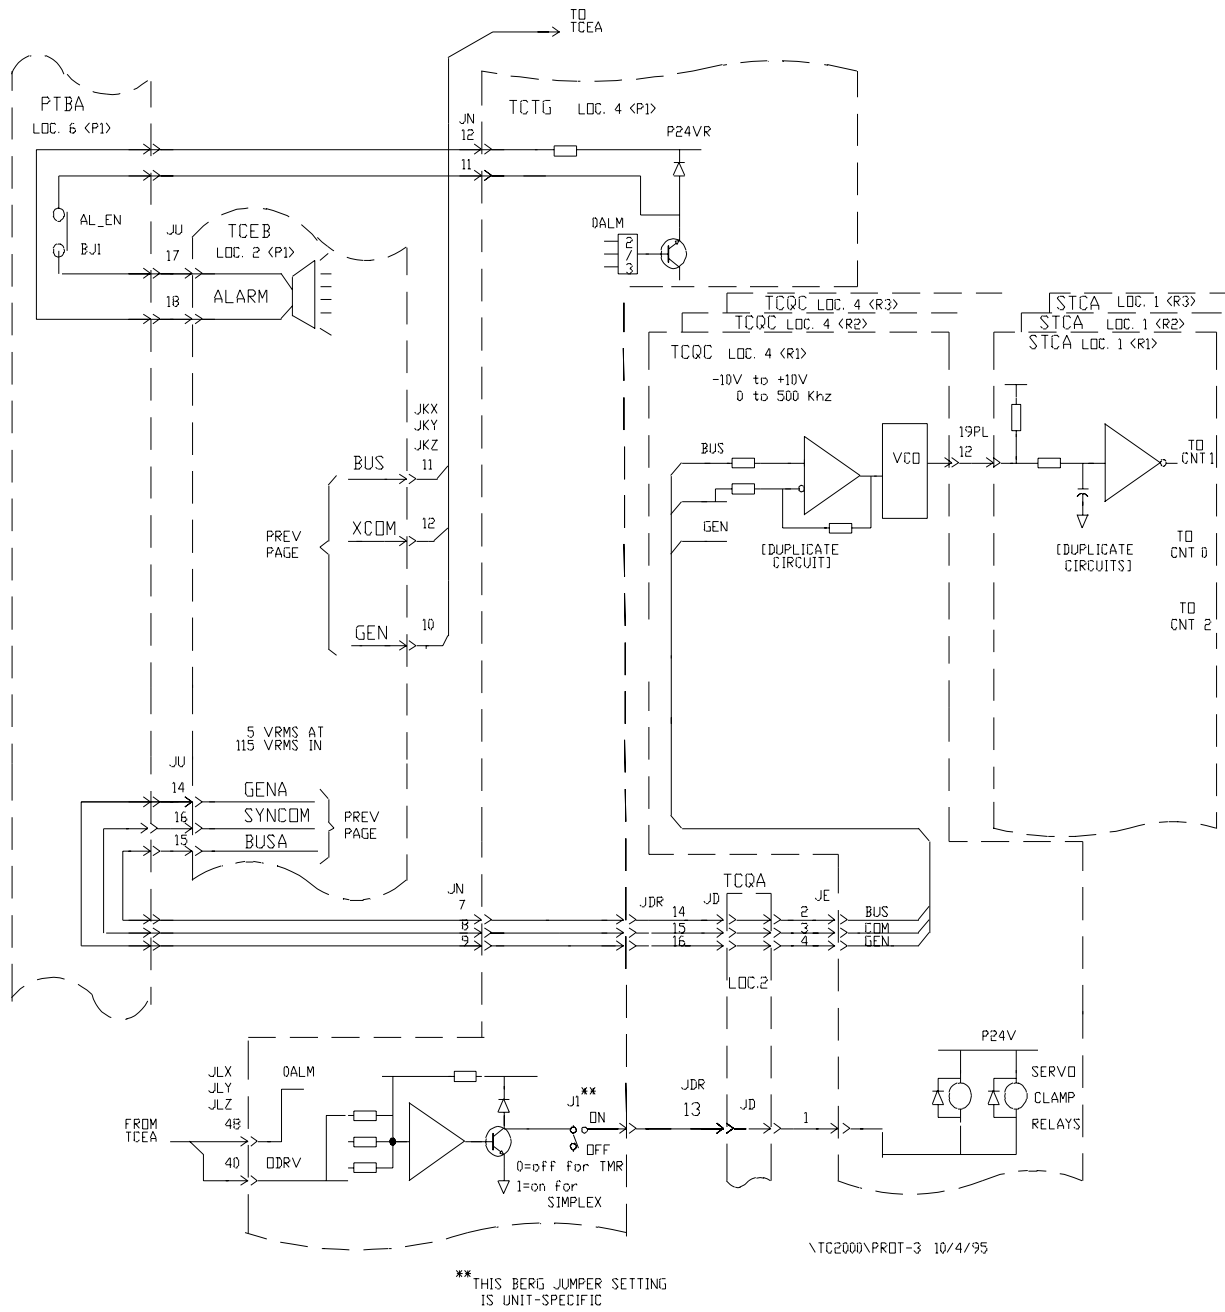 TO
TCEA
PTBA
LOC. 6 <P1>
JN
12
11
TCTG LOC. 4 <P1>
P24VR
AL_EN
BJ1
JU
17
18
TCEB
LOC. 2 <P1>
ALARM
0ALM
2
/
3
TCQC LOC. 4 <R3>
TCQC LOC. 4 <R2>
TCQC LOC. 4 <R1>
STCA LOC. 1 <R3>
STCA LOC. 1 <R2>
STCA LOC. 1 <R1>
-10V to +10V
0 to 500 Khz
JKX
JKY
JKZ
BUS
11
XCOM
12
GEN
10
PREV
PAGE
BUS
GEN
VCO
19PL
12
[DUPLICATE
CIRCUIT]
TO
CNT 1
[DUPLICATE
CIRCUITS]
TO
CNT 0
TO
CNT 2
5 VRMS AT
115 VRMS IN
JU
14
GENA
16
SYNCOM
15
BUSA
PREV
PAGE
JN
7
8
9
JDR
14
15
16
JD
TCQA
JE
2
3
4
BUS
COM
GEN
LOC.2
JLX
JLY
JLZ
48
0ALM
FROM
TCEA
40
0DRV
J1**
ON
OFF
0=off for TMR
1=on for
SIMPLEX
JDR
13
JD
1
P24V
SERVO
CLAMP
RELAYS
\TC2000\PROT-3 10/4/95
**THIS BERG JUMPER SETTING
IS UNIT-SPECIFIC